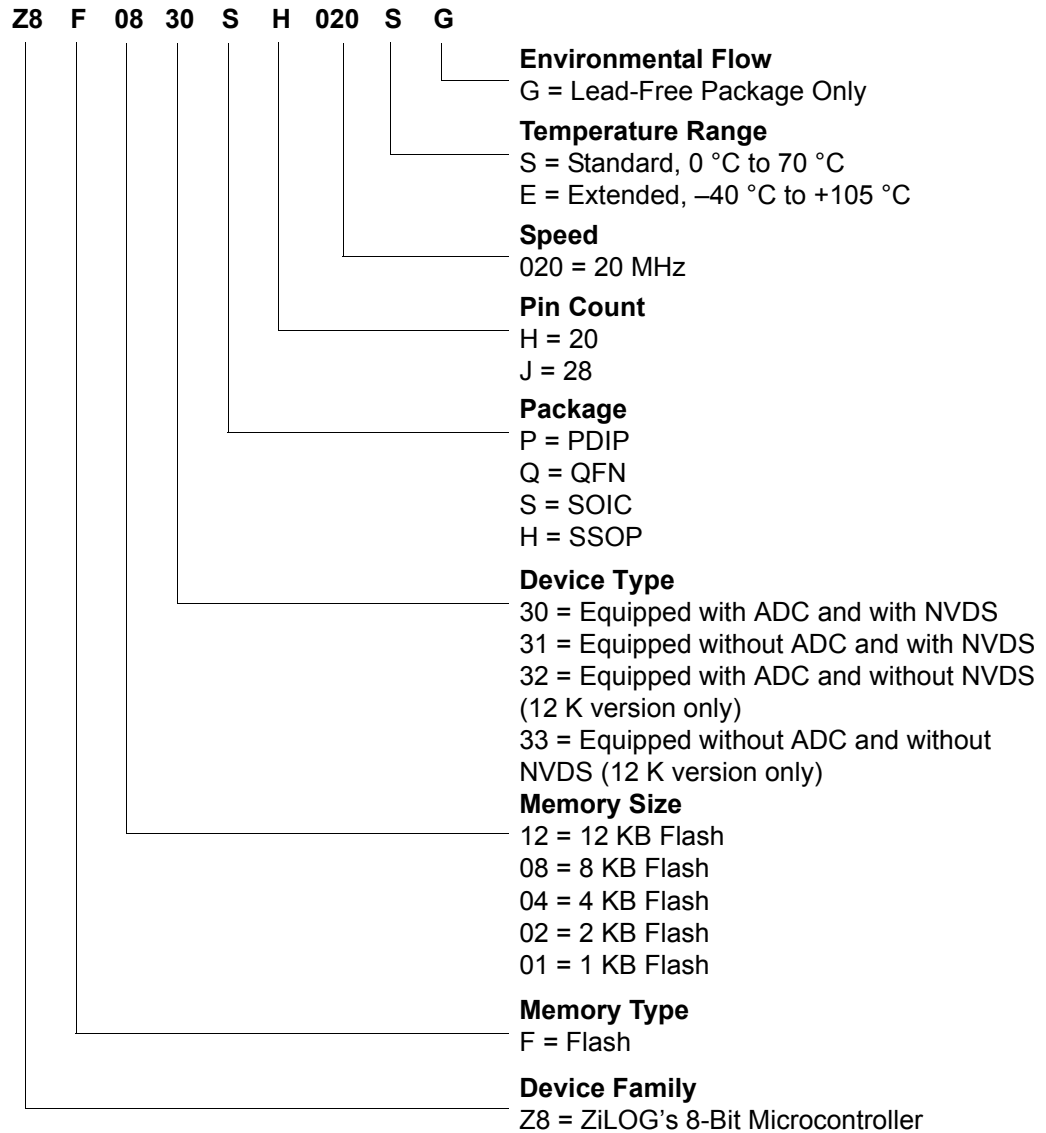 Z8 F 08 30 S H 020 S G
Environmental Flow
G = Lead-Free Package Only
Temperature Range
S = Standard, 0 °C to 70 °C
E = Extended, –40 °C to +105 °C
Speed
020 = 20 MHz
Pin Count
H = 20
J = 28
Package
P = PDIP
Q = QFN
S = SOIC
H = SSOP
Device Type
30 = Equipped with ADC and with NVDS
31 = Equipped without ADC and with NVDS
32 = Equipped with ADC and without NVDS
(12 K version only)
33 = Equipped without ADC and without
NVDS (12 K version only)
Memory Size
12 = 12 KB Flash
08 = 8 KB Flash
04 = 4 KB Flash
02 = 2 KB Flash
01 = 1 KB Flash
Memory Type
F = Flash
Device Family
Z8 = ZiLOG's 8-Bit Microcontroller